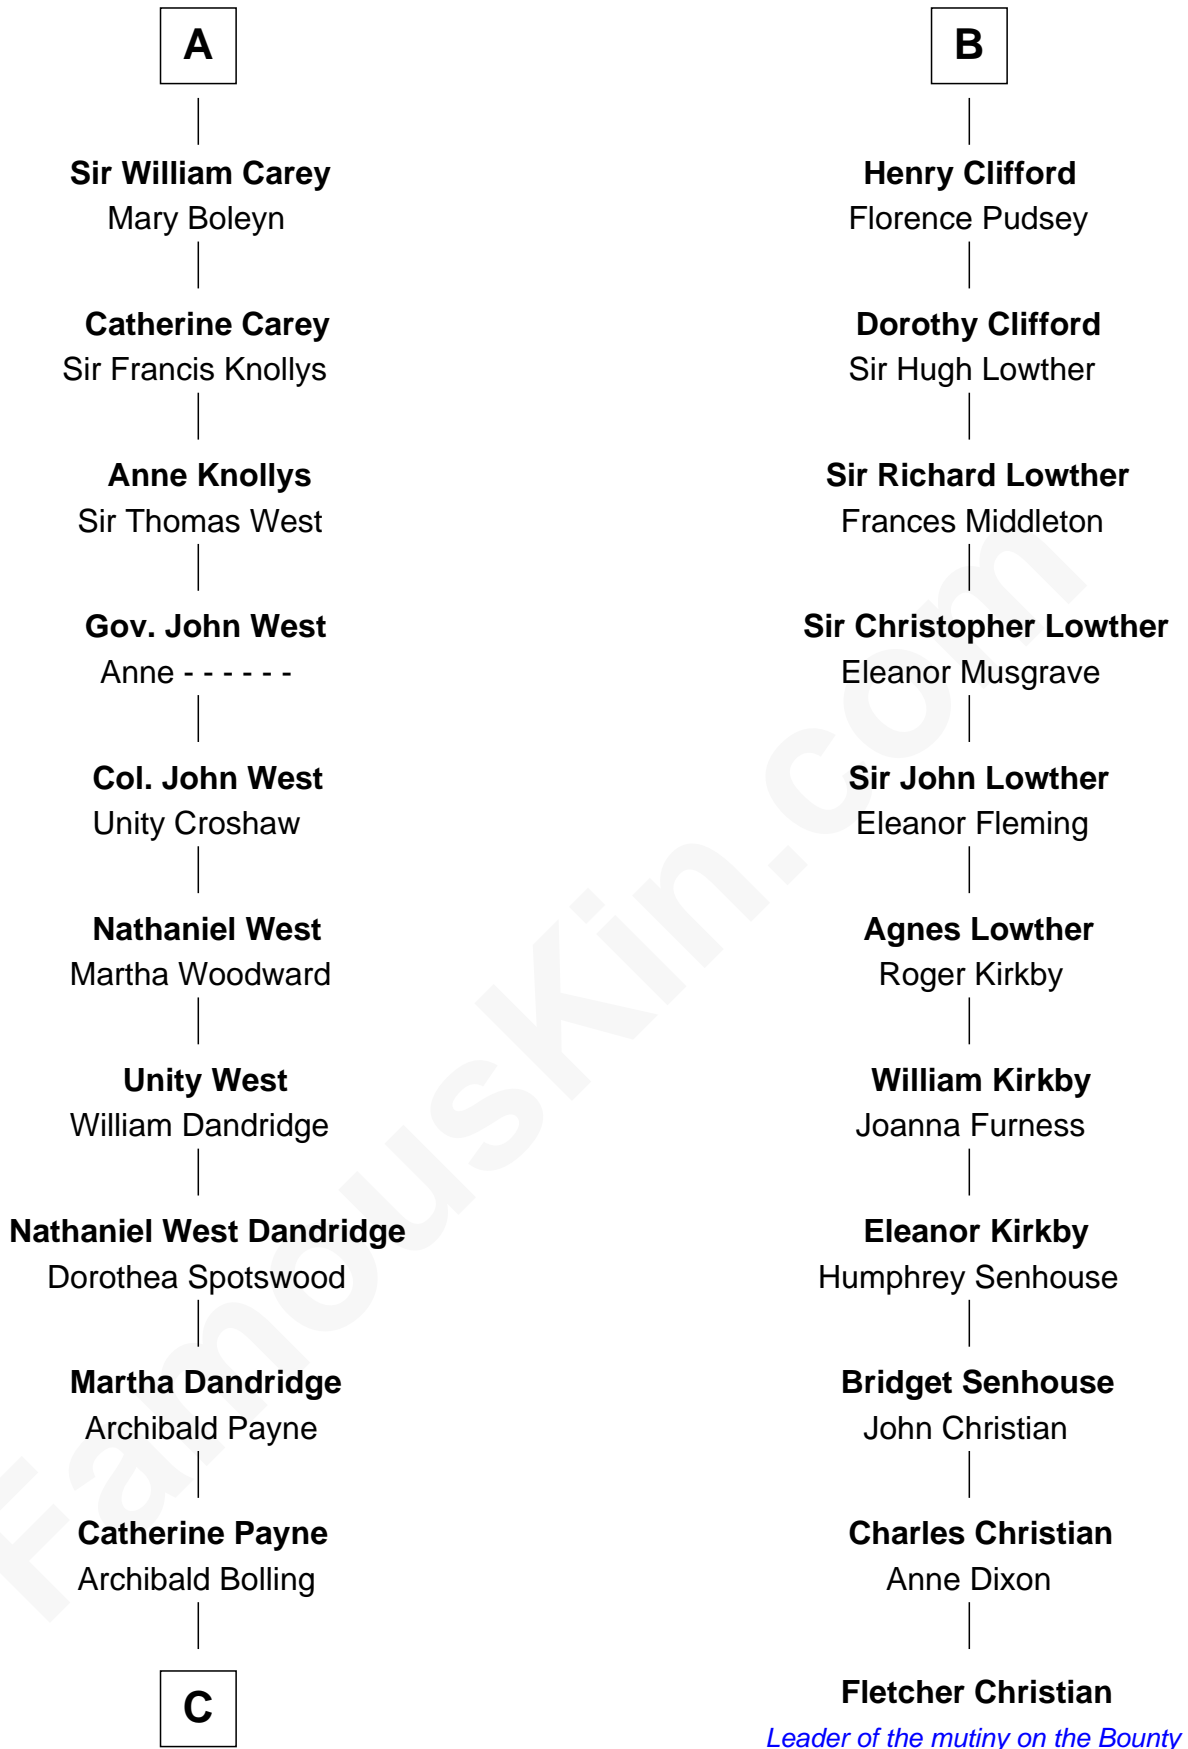 A
Sir William Carey
Mary Boleyn
Catherine Carey
Sir Francis Knollys
Anne Knollys
Sir Thomas West
Gov. John West
Anne - - - - - -
Col. John West
Unity Croshaw
Nathaniel West
Martha Woodward
Unity West
William Dandridge
Nathaniel West Dandridge
Dorothea Spotswood
Martha Dandridge
Archibald Payne
Catherine Payne
Archibald Bolling
C
B
Henry Clifford
Florence Pudsey
Dorothy Clifford
Sir Hugh Lowther
Sir Richard Lowther
Frances Middleton
Sir Christopher Lowther
Eleanor Musgrave
Sir John Lowther
Eleanor Fleming
Agnes Lowther
Roger Kirkby
William Kirkby
Joanna Furness
Eleanor Kirkby
Humphrey Senhouse
Bridget Senhouse
John Christian
Charles Christian
Anne Dixon
Fletcher Christian
Leader of the mutiny on the Bounty
FamousKin.com